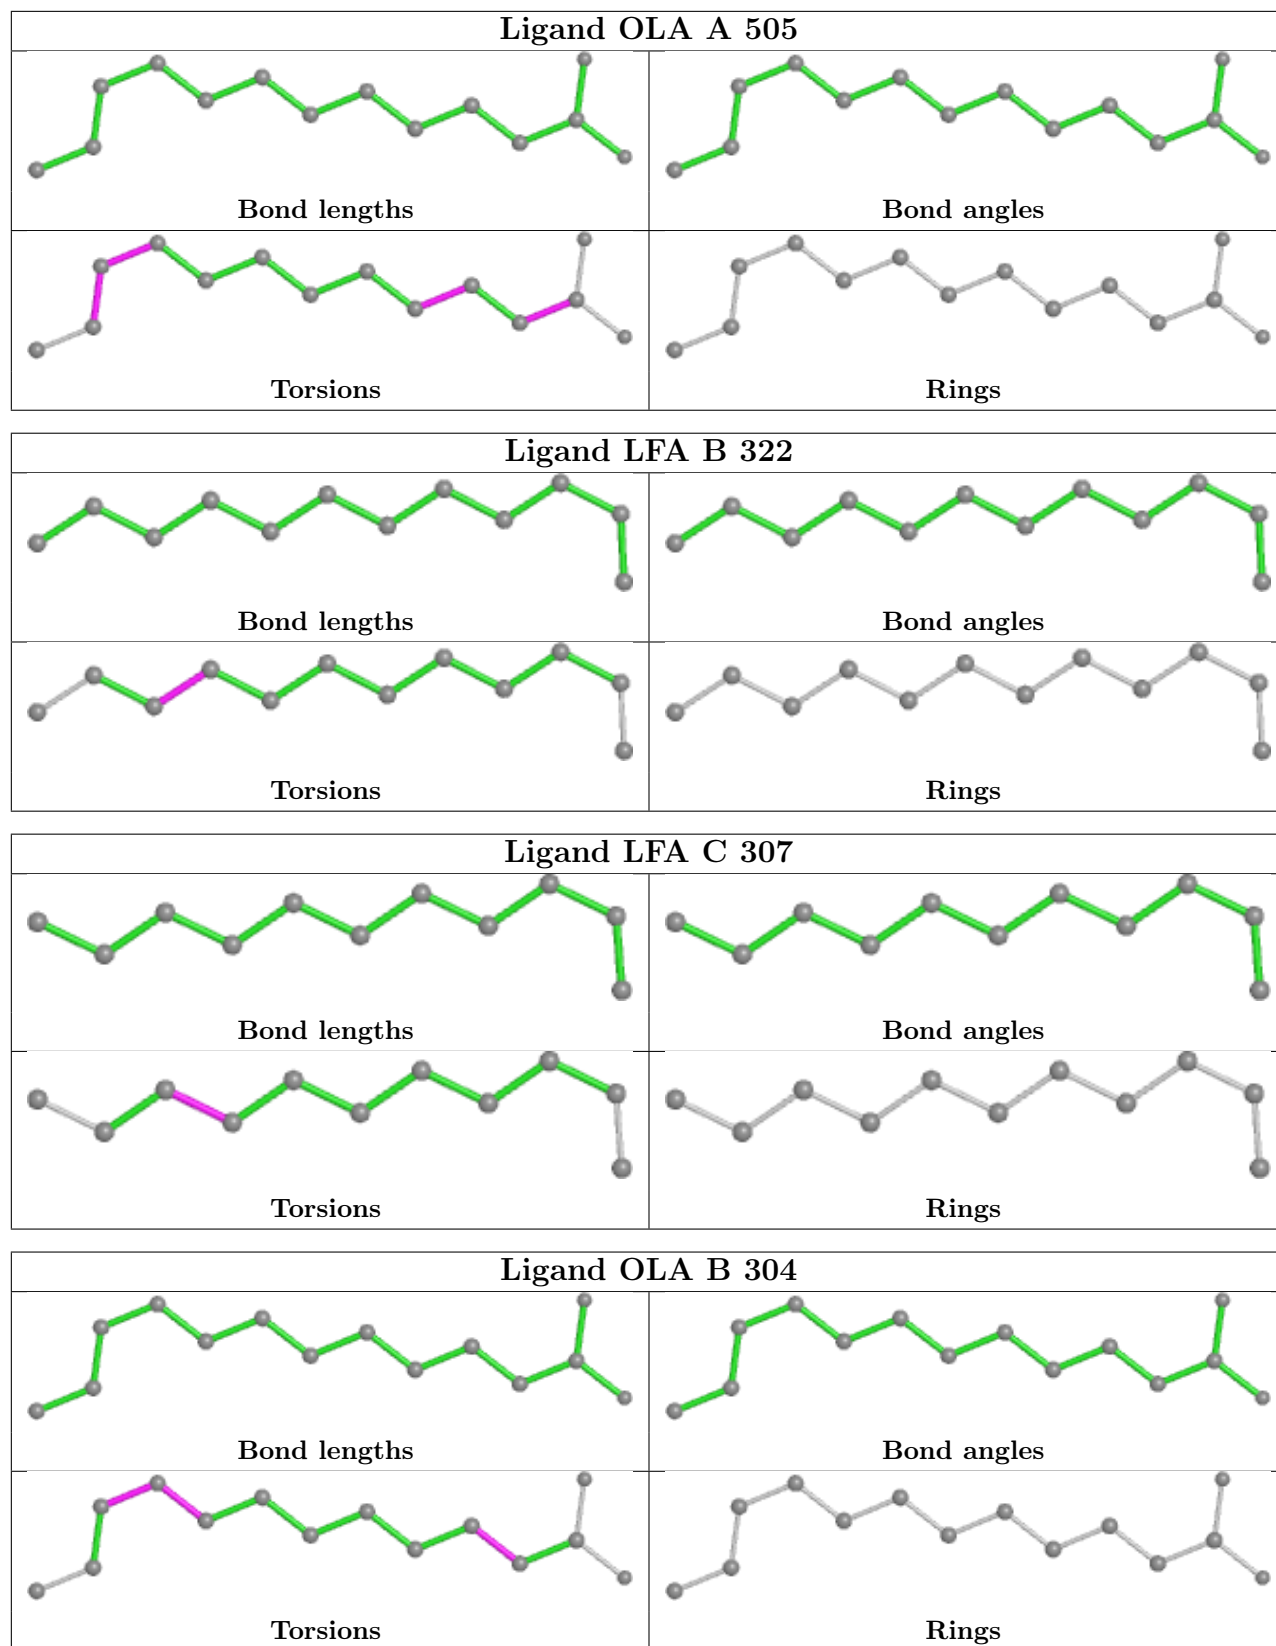 Ligand OLA A 505
Bond lengths
Bond angles
Torsions
Rings
Ligand LFA B 322
Bond lengths
Bond angles
Torsions
Rings
Ligand LFA C 307
Bond lengths
Bond angles
Torsions
Rings
Ligand OLA B 304
Bond lengths
Bond angles
Torsions
Rings